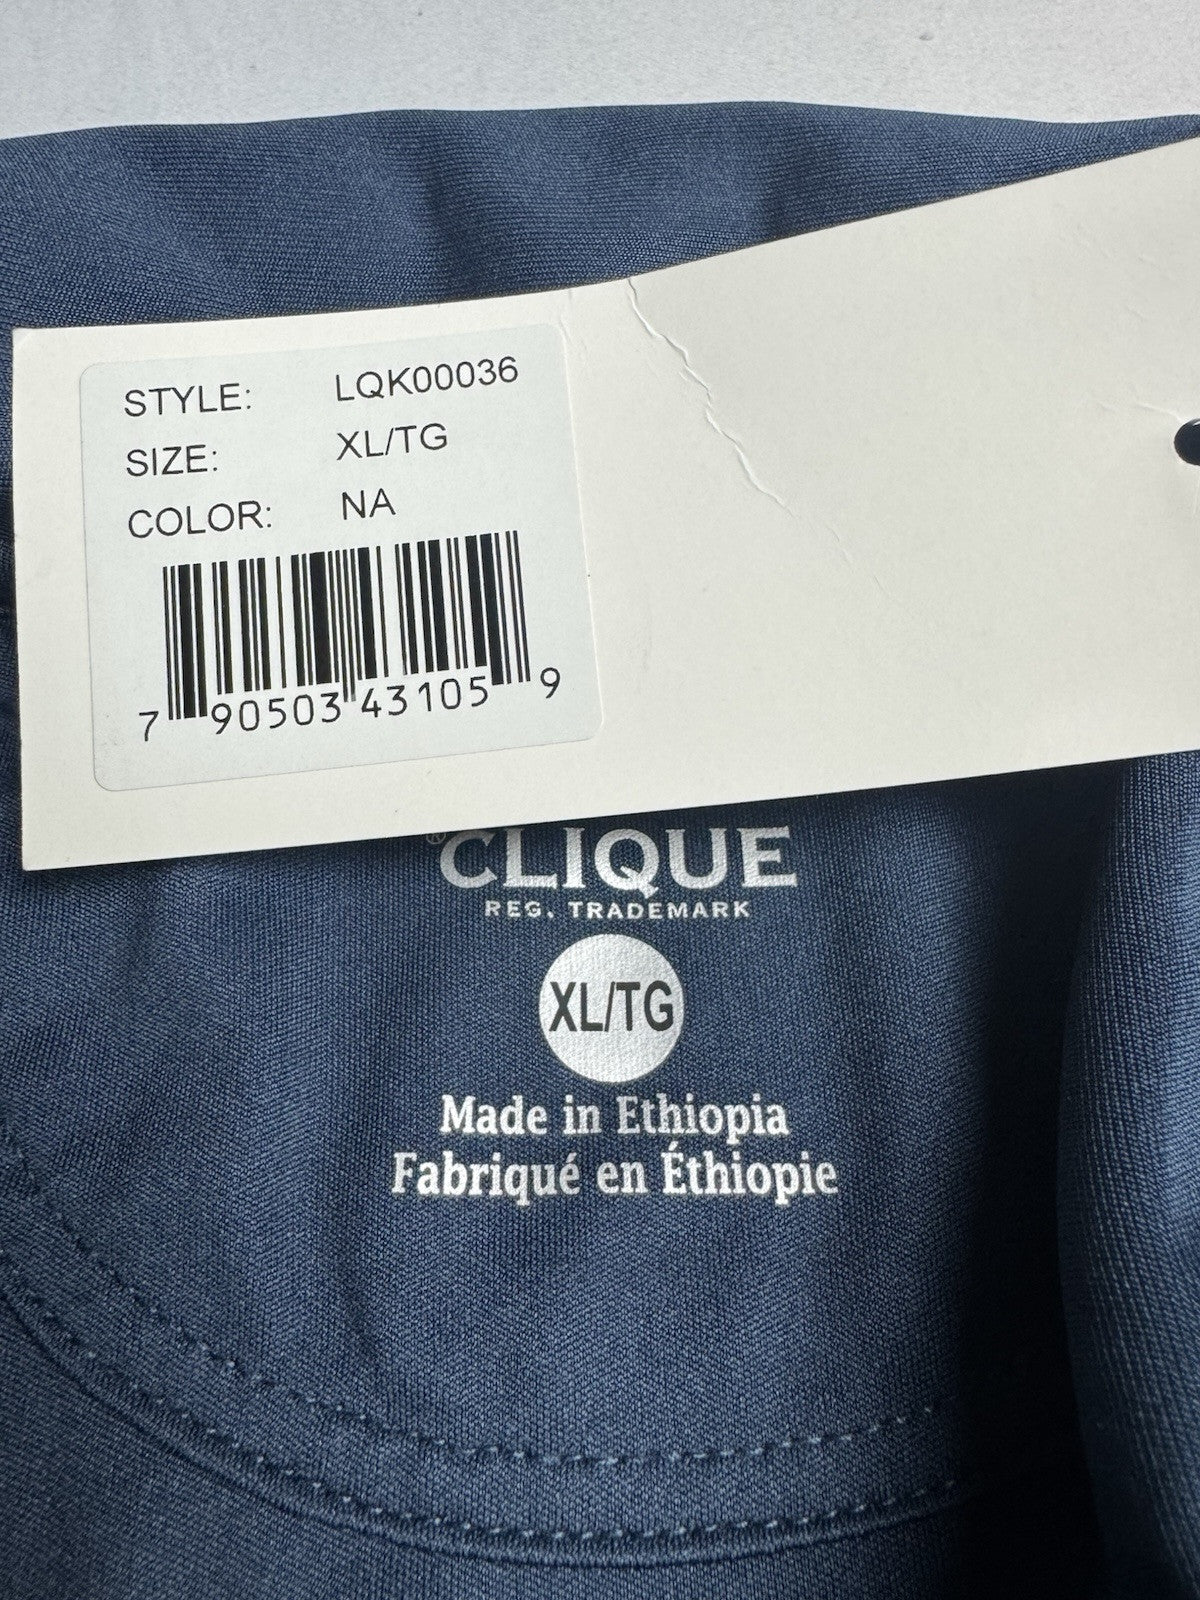 STYLE: LQK00036
SIZE: XL/TG
COLOR: NA
7 90503 43105 9
®CLIQUE
REG. TRADEMARK
XL/TG
Made in Ethiopia
Fabriqué en Éthiopie